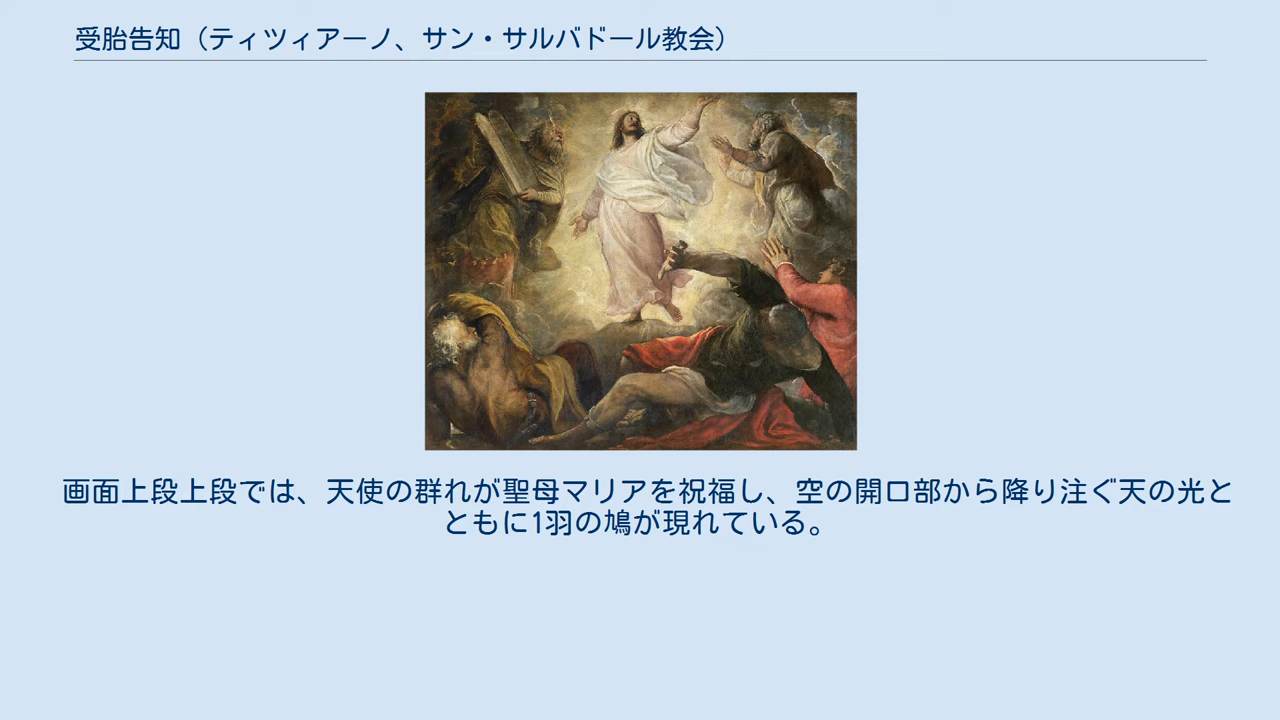 受胎告知（ティツィアーノ、サン・サルバドール教会）
画面上段上段では、天使の群れが聖母マリアを祝福し、空の開口部から降り注ぐ天の光と
ともに1羽の鳩が現れている。